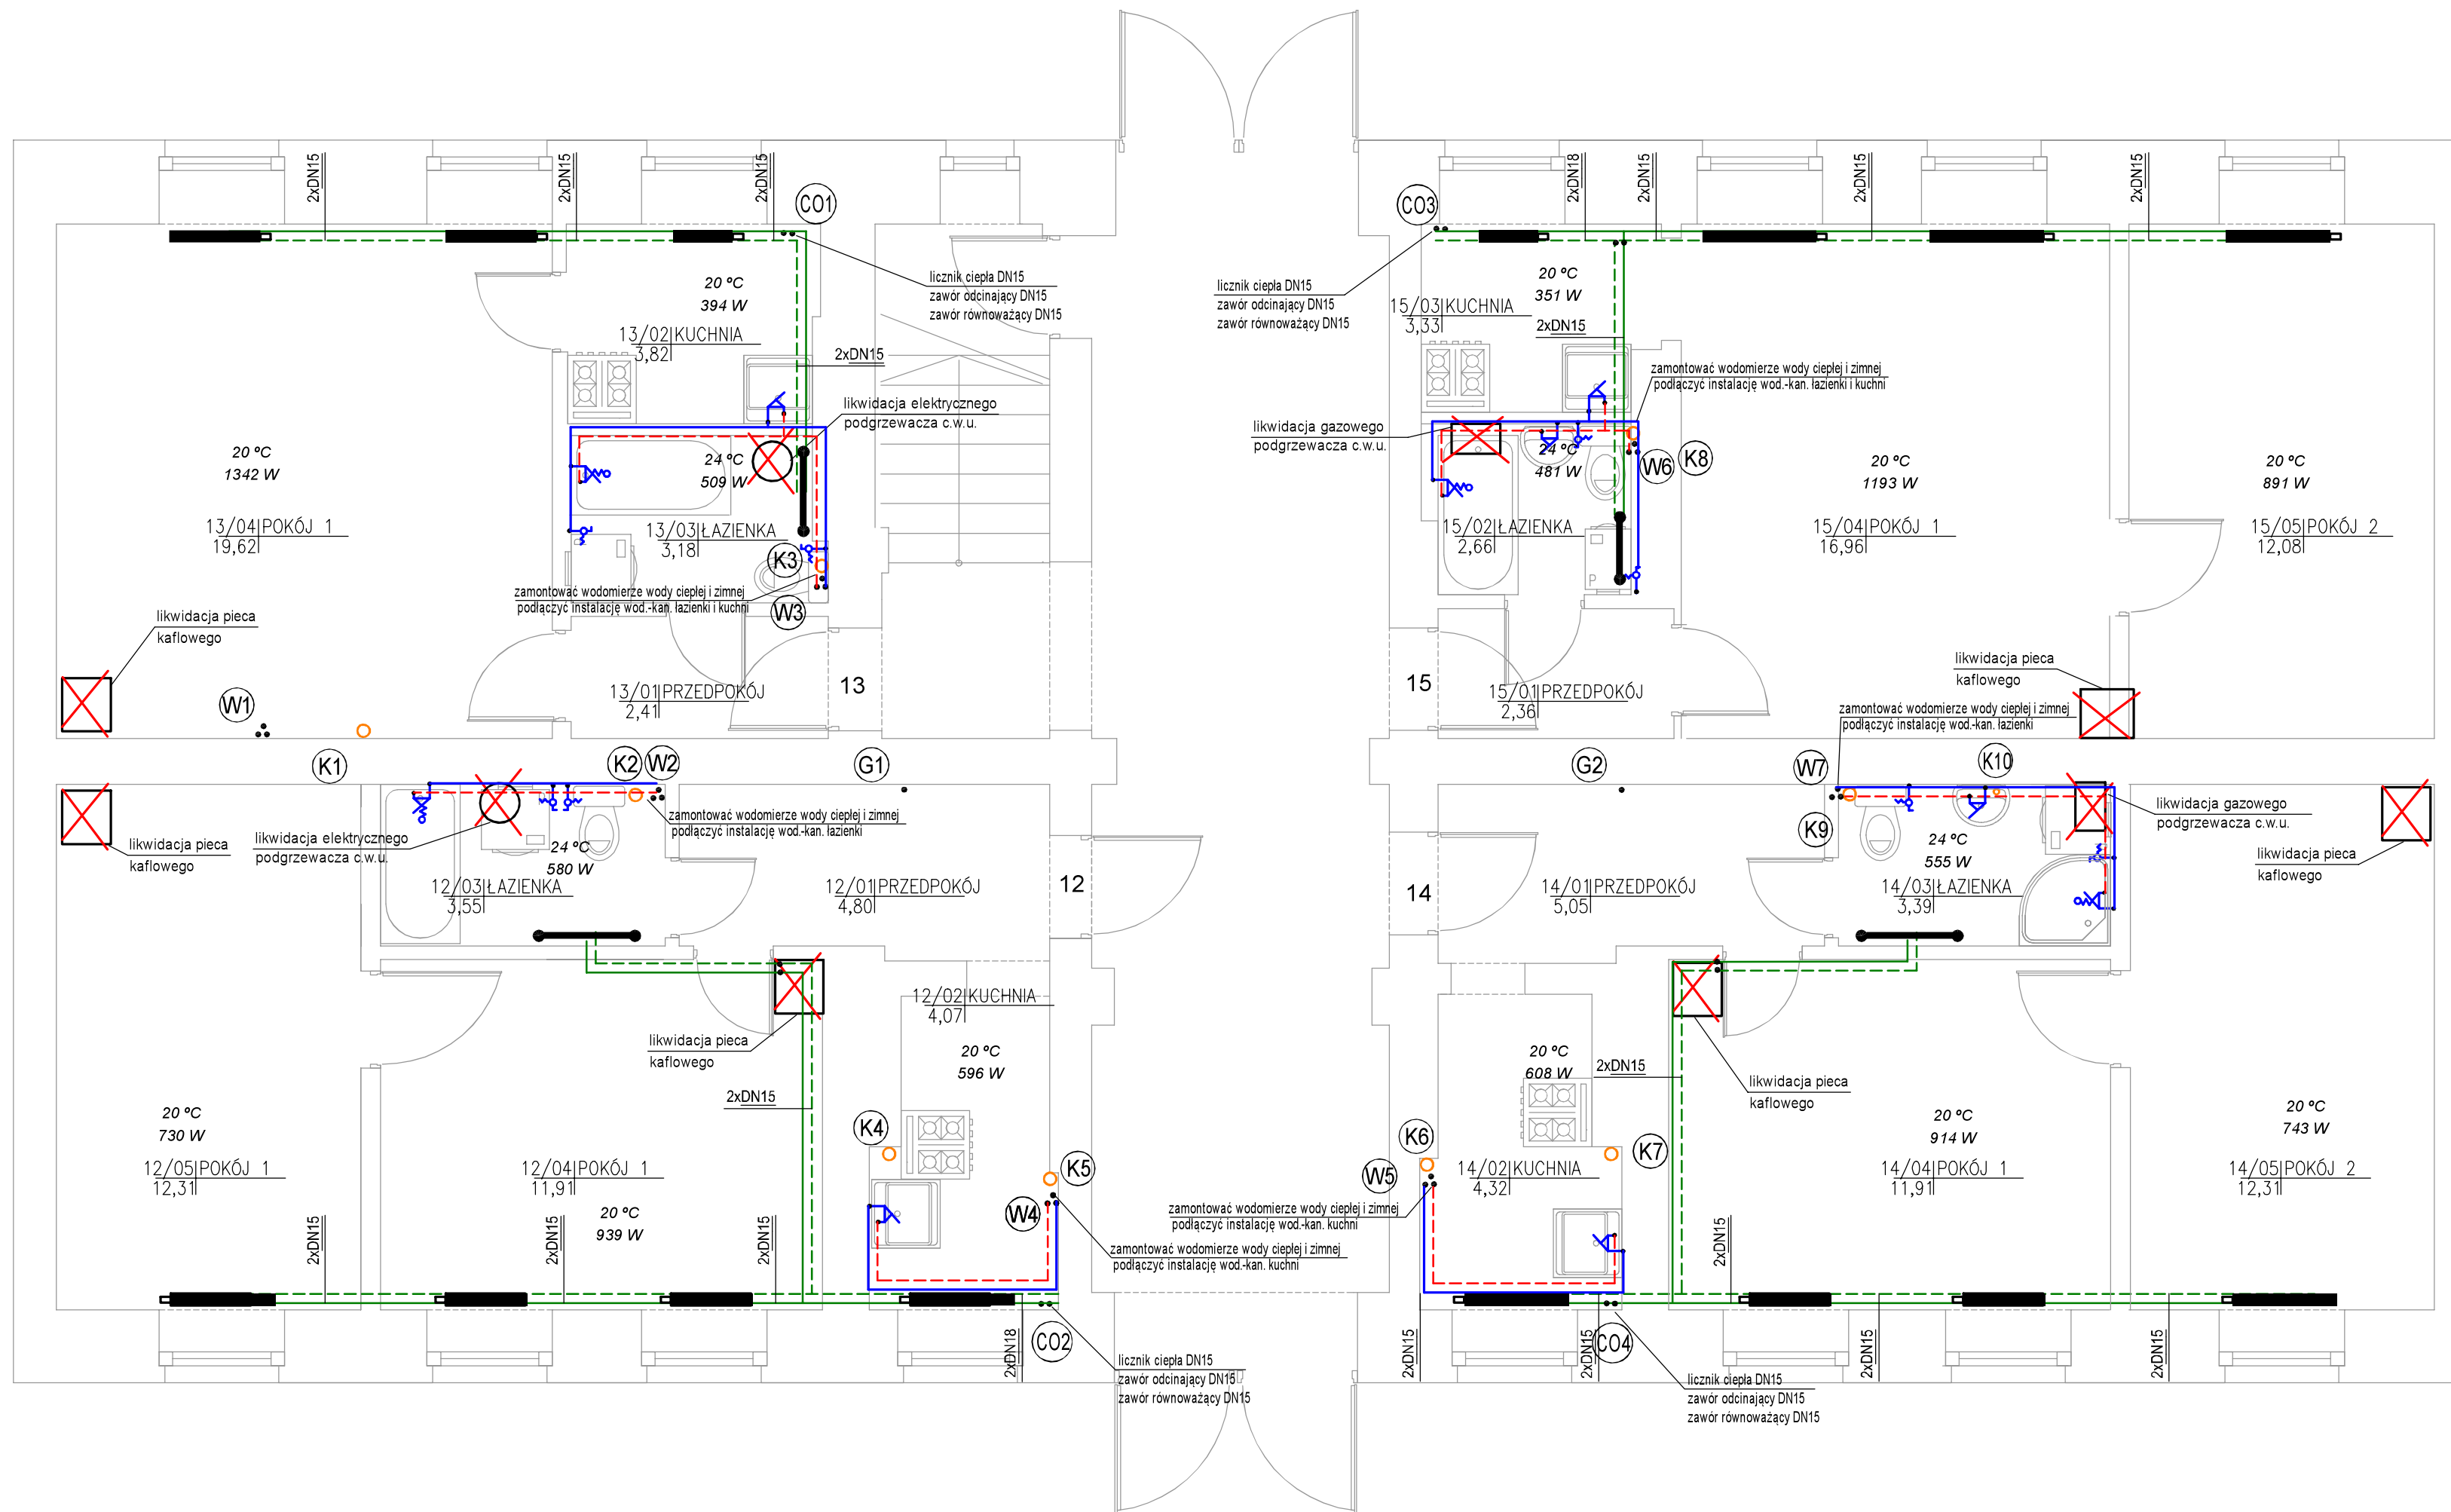 2xDN15
2xDN15
2xDN15
CO1
CO3
2xDN18
2xDN15
2xDN15
2xDN15
licznik ciepła DN15
zawór odcinający DN15
zawór równoważący DN15
licznik ciepła DN15
zawór odcinający DN15
zawór równoważący DN15
20 ºC
394 W
13/02 KUCHNIA
3,82
2xDN15
20 ºC
351 W
15/03 KUCHNIA
3,33
2xDN15
zamontować wodomierze wody ciepłej i zimnej
podłączyć instalację wod.-kan. łazienki i kuchni
likwidacja elektrycznego
podgrzewacza c.w.u.
likwidacja gazowego
podgrzewacza c.w.u.
20 ºC
1342 W
13/04 POKÓJ 1
19,62
24 ºC
509 W
13/03 ŁAZIENKA
3,18
K3
W3
zamontować wodomierze wody ciepłej i zimnej
podłączyć instalację wod.-kan. łazienki i kuchni
24 ºC
481 W
15/02 ŁAZIENKA
2,66
W6
K8
20 ºC
1193 W
15/04 POKÓJ 1
16,96
20 ºC
891 W
15/05 POKÓJ 2
12,08
likwidacja pieca
kaflowego
W1
13/01 PRZEDPOKÓJ
2,41
13
15
15/01 PRZEDPOKÓJ
2,36
likwidacja pieca
kaflowego
zamontować wodomierze wody ciepłej i zimnej
podłączyć instalację wod.-kan. łazienki
K1
K2
W2
G1
G2
W7
K10
K9
likwidacja pieca
kaflowego
likwidacja elektrycznego
podgrzewacza c.w.u.
zamontować wodomierze wody ciepłej i zimnej
podłączyć instalację wod.-kan. łazienki
24 ºC
580 W
12/03 ŁAZIENKA
3,55
12/01 PRZEDPOKÓJ
4,80
12
14
14/01 PRZEDPOKÓJ
5,05
24 ºC
555 W
14/03 ŁAZIENKA
3,39
likwidacja gazowego
podgrzewacza c.w.u.
likwidacja pieca
kaflowego
likwidacja pieca
kaflowego
12/02 KUCHNIA
4,07
20 ºC
596 W
2xDN15
20 ºC
608 W
2xDN15
likwidacja pieca
kaflowego
20 ºC
730 W
12/05 POKÓJ 1
12,31
12/04 POKÓJ 1
11,91
20 ºC
939 W
K4
K5
W4
K6
W5
K7
14/02 KUCHNIA
4,32
20 ºC
914 W
14/04 POKÓJ 1
11,91
20 ºC
743 W
14/05 POKÓJ 2
12,31
zamontować wodomierze wody ciepłej i zimnej
podłączyć instalację wod.-kan. kuchni
zamontować wodomierze wody ciepłej i zimnej
podłączyć instalację wod.-kan. kuchni
2xDN15
2xDN15
2xDN15
2xDN15
2xDN18
CO2
2xDN15
2xDN15
CO4
2xDN15
2xDN15
licznik ciepła DN15
zawór odcinający DN15
zawór równoważący DN15
licznik ciepła DN15
zawór odcinający DN15
zawór równoważący DN15